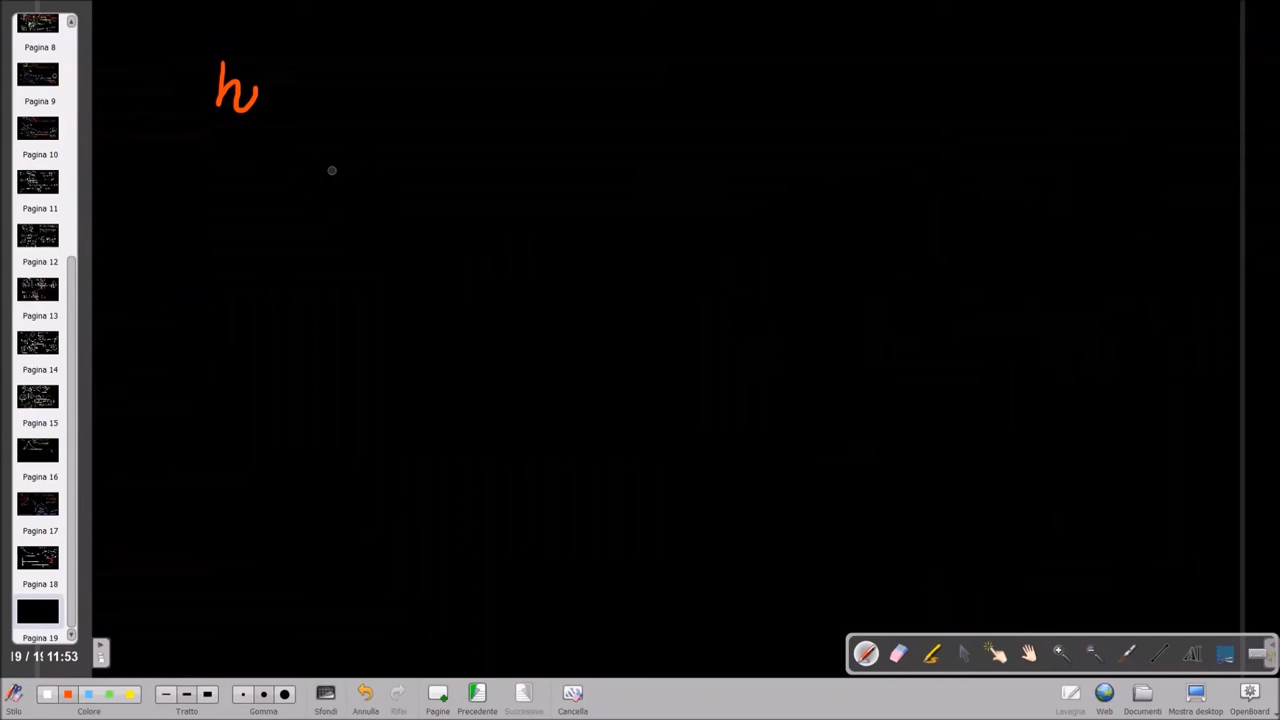 h
Pagina 8
Pagina 9
Pagina 10
Pagina 11
Pagina 12
Pagina 13
Pagina 14
Pagina 15
Pagina 16
Pagina 17
Pagina 18
Pagina 19
11:53
Stilo
Colore
Tratto
Gomma
Sfondi
Annulla
Rifai
Pagine
Precedente
Successivo
Cancella
Lavagna
Web
Documenti
Mostra desktop
OpenBoard